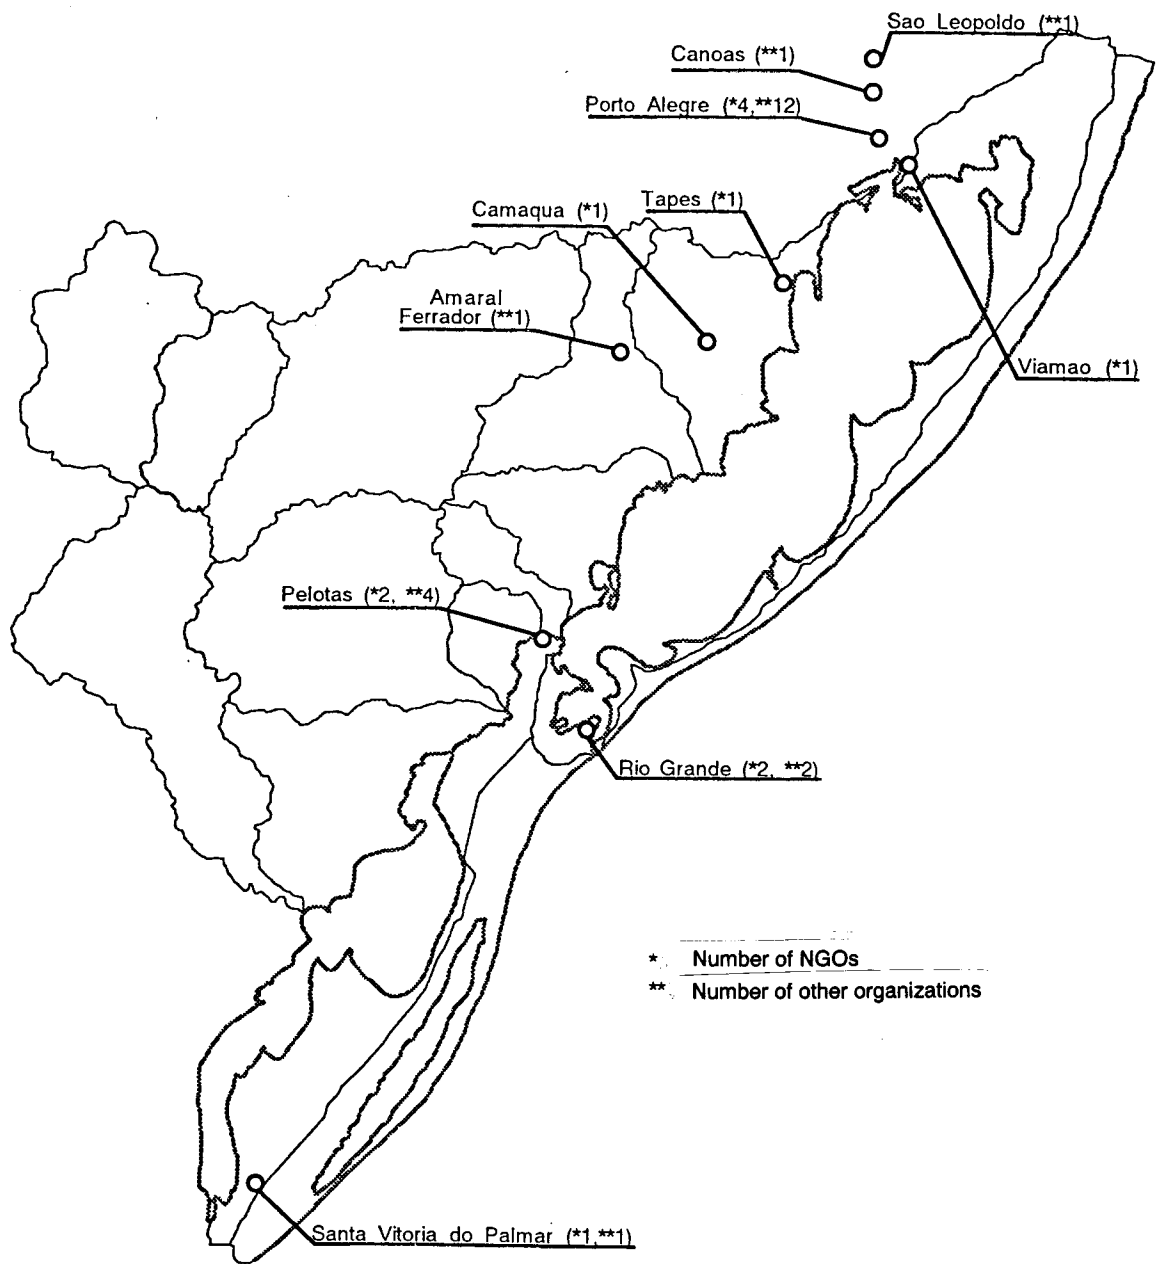 Sao Leopoldo (**1)
Canoas (**1)
Porto Alegre (*4,**12)
Tapes (*1)
Camaqua (*1)
Amaral
Ferrador (**1)
Viamao (*1)
Pelotas (*2, **4)
Rio Grande (*2, **2)
* Number of NGOs
** Number of other organizations
Santa Vitoria do Palmar (*1,**1)